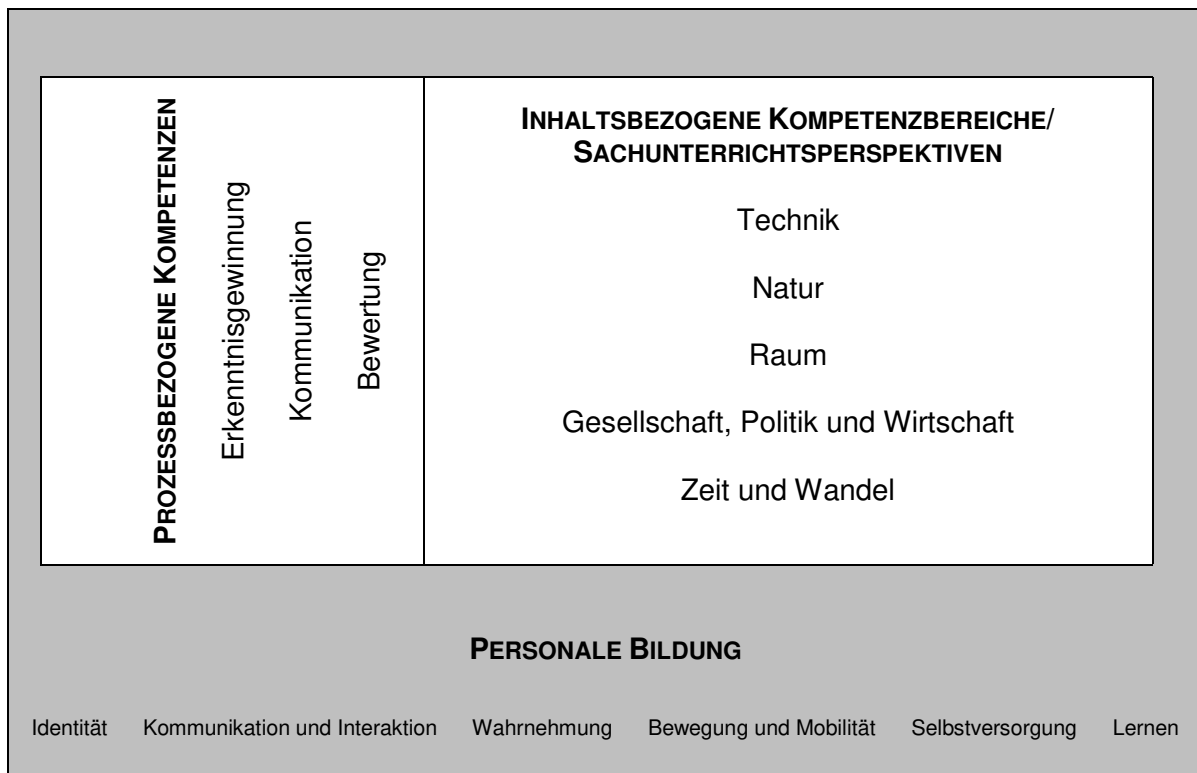 PROZESSBEZOGENE KOMPETENZEN
Erkenntnisgewinnung
Kommunikation
Bewertung
INHALTSBEZOGENE KOMPETENZBEREICHE/
SACHUNTERRICHTSPERSPEKTIVEN
Technik
Natur
Raum
Gesellschaft, Politik und Wirtschaft
Zeit und Wandel
PERSONALE BILDUNG
Identität Kommunikation und Interaktion Wahrnehmung Bewegung und Mobilität Selbstversorgung Lernen